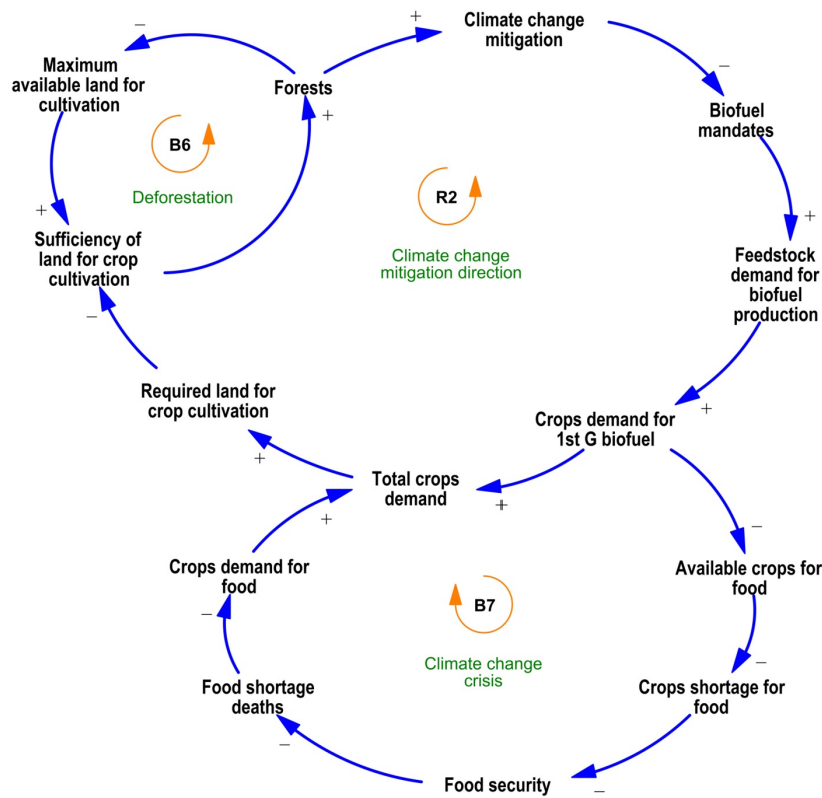 Climate change
mitigation
Maximum
available land for
cultivation
Forests
Biofuel
mandates
B6
Deforestation
R2
Climate change
mitigation direction
Sufficiency of
land for crop
cultivation
Feedstock
demand for
biofuel
production
Required land for
crop cultivation
Crops demand for
1st G biofuel
Total crops
demand
Crops demand for
food
Available crops for
food
B7
Climate change
crisis
Food shortage
deaths
Crops shortage for
food
Food security
–
+
–
+
+
+
–
+
+
+
+
–
–
–
–
–
–
+